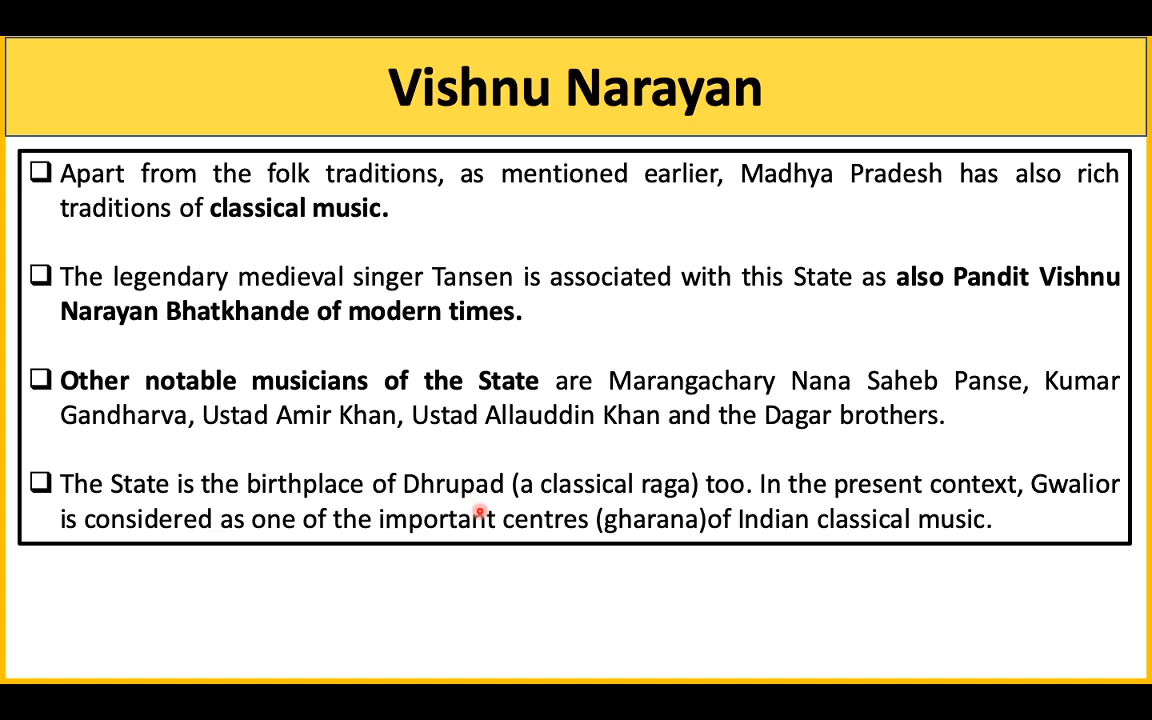 Vishnu Narayan
Apart from the folk traditions, as mentioned earlier, Madhya Pradesh has also rich
traditions of classical music.
The legendary medieval singer Tansen is associated with this State as also Pandit Vishnu
Narayan Bhatkhande of modern times.
Other notable musicians of the State are Marangachary Nana Saheb Panse, Kumar
Gandharva, Ustad Amir Khan, Ustad Allauddin Khan and the Dagar brothers.
The State is the birthplace of Dhrupad (a classical raga) too. In the present context, Gwalior
is considered as one of the important centres (gharana)of Indian classical music.